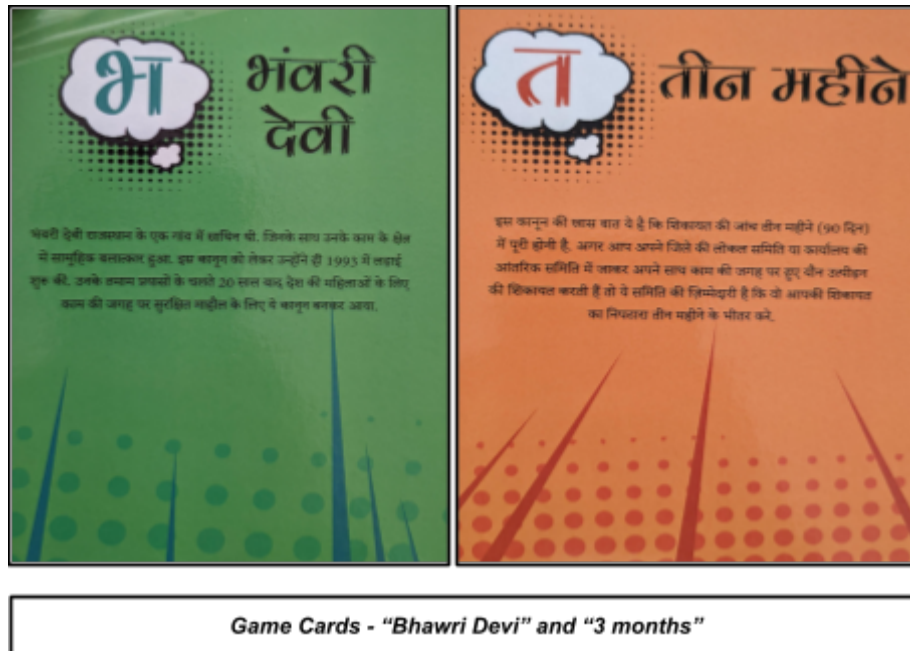 भ
भंवरी
देवी
भंवरी देवी राजस्थान के एक गांव में साथिन थी. जिनके साथ उनके काम के क्षेत्र
में सामूहिक बलात्कार हुआ. इस कानून को लेकर उन्होंने ही 1993 में लड़ाई
शुरू की. उनके तमाम प्रयासों के चलते 20 साल बाद देश की महिलाओं के लिए
काम की जगह पर सुरक्षित माहौल के लिए ये कानून बनकर आया.
त
तीन महीने
इस कानून की खास बात ये है कि शिकायत की जांच तीन महीने (90 दिन)
में पूरी होनी है. अगर आप अपने जिले की लोकल समिति या कार्यालय की
आंतरिक समिति में जाकर अपने साथ काम की जगह पर हुए यौन उत्पीड़न
की शिकायत करती हैं तो ये समिति की ज़िम्मेदारी है कि वो आपकी शिकायत
का निपटारा तीन महीने के भीतर करे.
Game Cards - “Bhawri Devi” and “3 months”